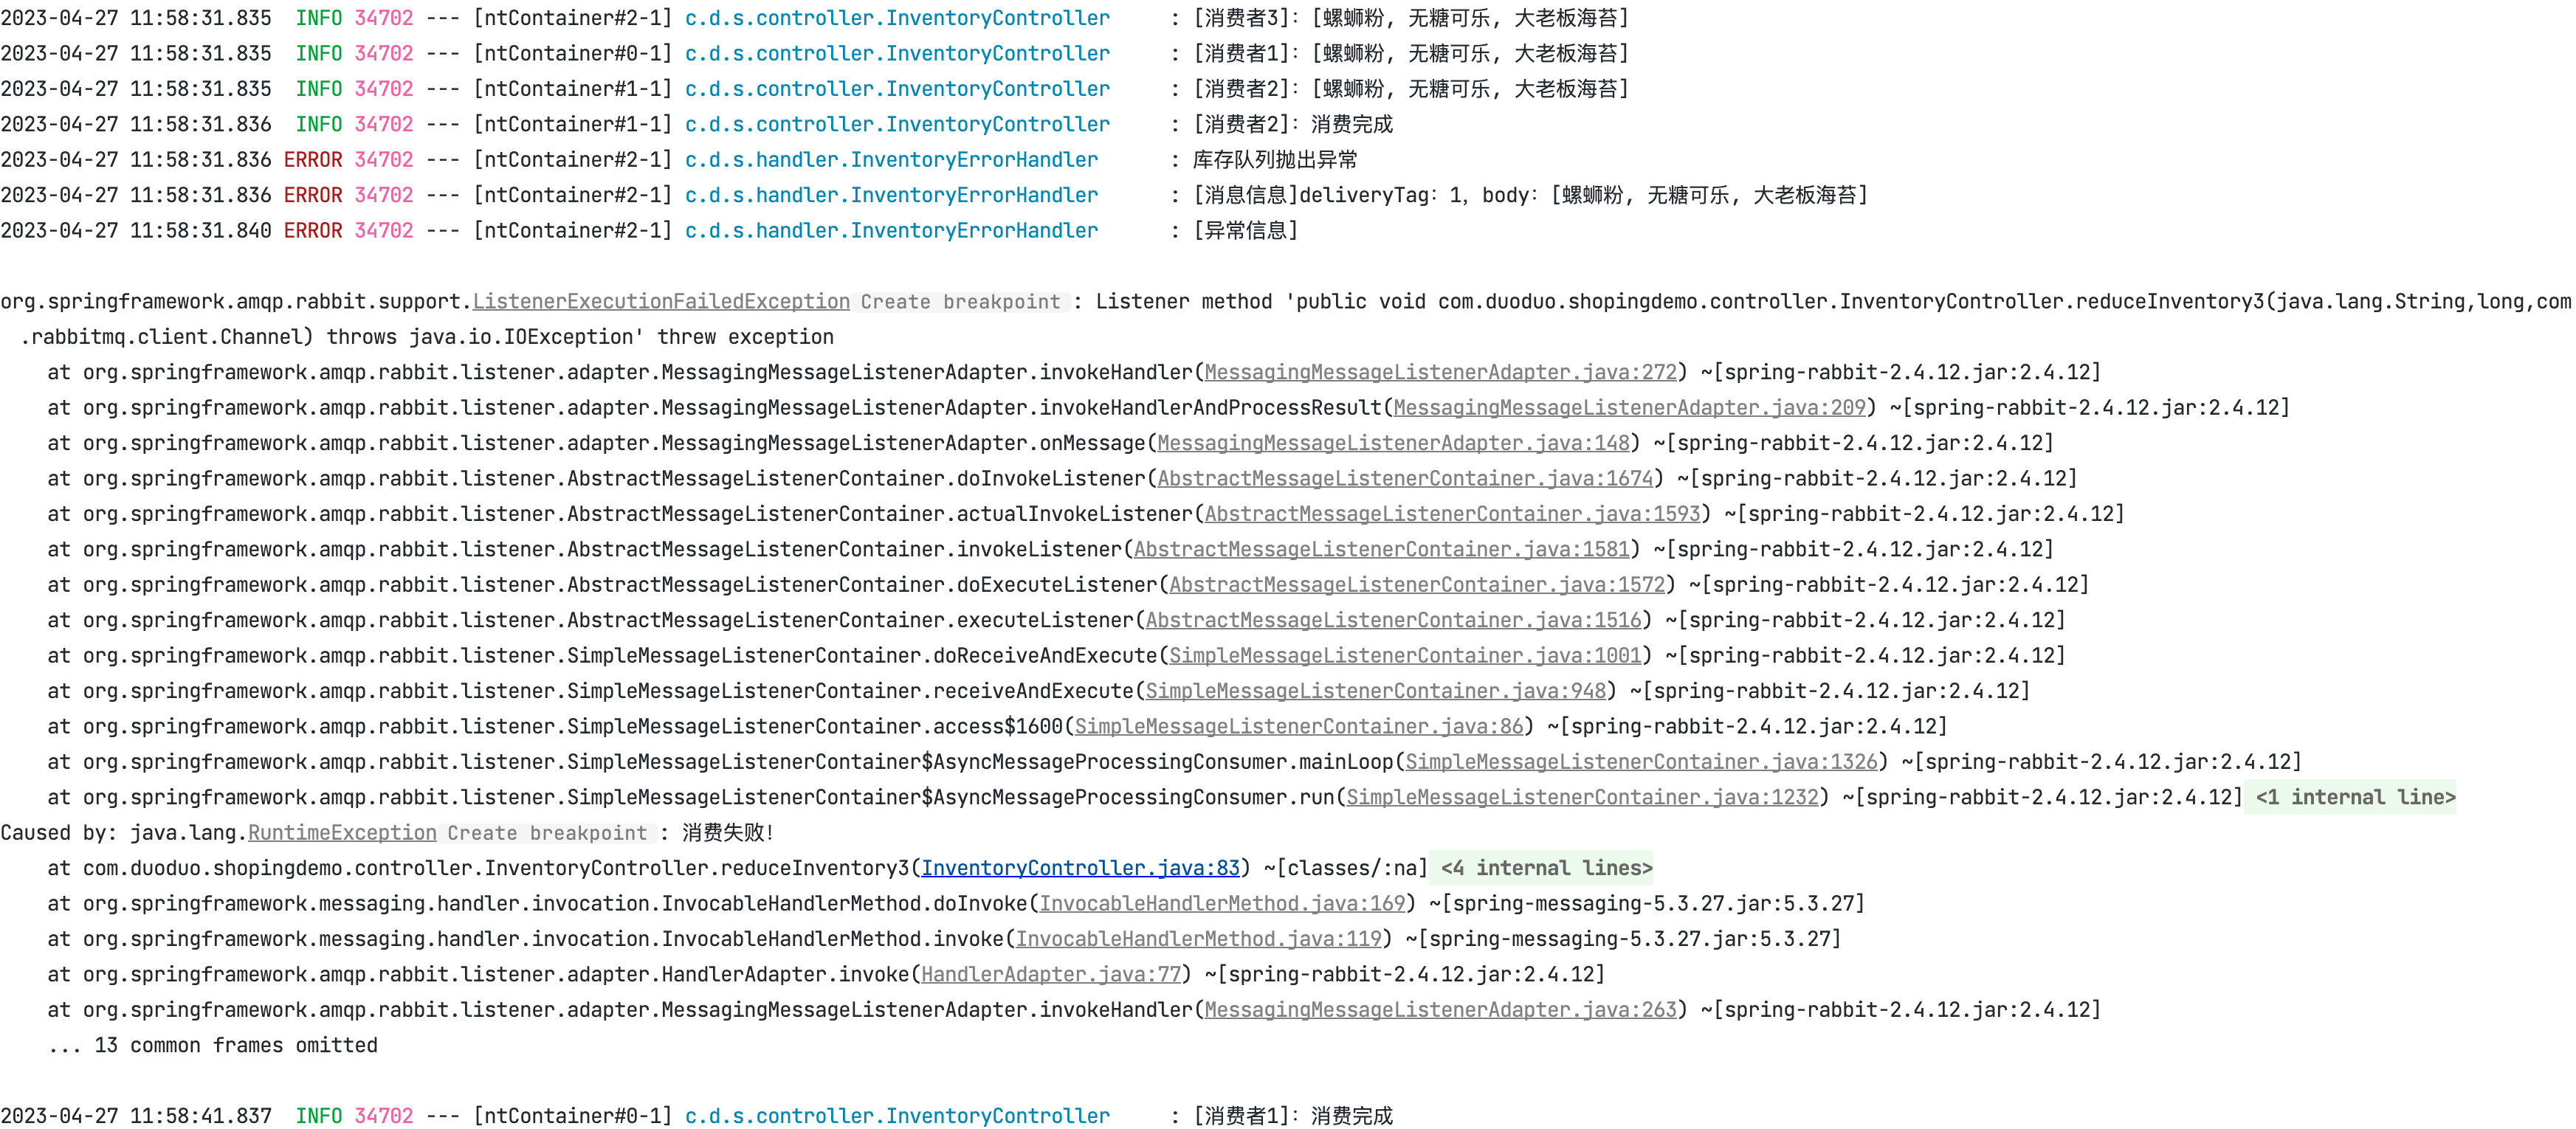 2023-04-27 11:58:31.835  INFO 34702 --- [ntContainer#2-1] c.d.s.controller.InventoryController     : [消费者3]：[螺蛳粉, 无糖可乐, 大老板海苔]
2023-04-27 11:58:31.835  INFO 34702 --- [ntContainer#0-1] c.d.s.controller.InventoryController     : [消费者1]：[螺蛳粉, 无糖可乐, 大老板海苔]
2023-04-27 11:58:31.835  INFO 34702 --- [ntContainer#1-1] c.d.s.controller.InventoryController     : [消费者2]：[螺蛳粉, 无糖可乐, 大老板海苔]
2023-04-27 11:58:31.836  INFO 34702 --- [ntContainer#1-1] c.d.s.controller.InventoryController     : [消费者2]：消费完成
2023-04-27 11:58:31.836 ERROR 34702 --- [ntContainer#2-1] c.d.s.handler.InventoryErrorHandler      : 库存队列抛出异常
2023-04-27 11:58:31.836 ERROR 34702 --- [ntContainer#2-1] c.d.s.handler.InventoryErrorHandler      : [消息信息]deliveryTag：1，body：[螺蛳粉, 无糖可乐, 大老板海苔]
2023-04-27 11:58:31.840 ERROR 34702 --- [ntContainer#2-1] c.d.s.handler.InventoryErrorHandler      : [异常信息]
org.springframework.amqp.rabbit.support.ListenerExecutionFailedException Create breakpoint : Listener method 'public void com.duoduo.shopingdemo.controller.InventoryController.reduceInventory3(java.lang.String,long,com
.rabbitmq.client.Channel) throws java.io.IOException' threw exception
at org.springframework.amqp.rabbit.listener.adapter.MessagingMessageListenerAdapter.invokeHandler(MessagingMessageListenerAdapter.java:272) ~[spring-rabbit-2.4.12.jar:2.4.12]
at org.springframework.amqp.rabbit.listener.adapter.MessagingMessageListenerAdapter.invokeHandlerAndProcessResult(MessagingMessageListenerAdapter.java:209) ~[spring-rabbit-2.4.12.jar:2.4.12]
at org.springframework.amqp.rabbit.listener.adapter.MessagingMessageListenerAdapter.onMessage(MessagingMessageListenerAdapter.java:148) ~[spring-rabbit-2.4.12.jar:2.4.12]
at org.springframework.amqp.rabbit.listener.AbstractMessageListenerContainer.doInvokeListener(AbstractMessageListenerContainer.java:1674) ~[spring-rabbit-2.4.12.jar:2.4.12]
at org.springframework.amqp.rabbit.listener.AbstractMessageListenerContainer.actualInvokeListener(AbstractMessageListenerContainer.java:1593) ~[spring-rabbit-2.4.12.jar:2.4.12]
at org.springframework.amqp.rabbit.listener.AbstractMessageListenerContainer.invokeListener(AbstractMessageListenerContainer.java:1581) ~[spring-rabbit-2.4.12.jar:2.4.12]
at org.springframework.amqp.rabbit.listener.AbstractMessageListenerContainer.doExecuteListener(AbstractMessageListenerContainer.java:1572) ~[spring-rabbit-2.4.12.jar:2.4.12]
at org.springframework.amqp.rabbit.listener.AbstractMessageListenerContainer.executeListener(AbstractMessageListenerContainer.java:1516) ~[spring-rabbit-2.4.12.jar:2.4.12]
at org.springframework.amqp.rabbit.listener.SimpleMessageListenerContainer.doReceiveAndExecute(SimpleMessageListenerContainer.java:1001) ~[spring-rabbit-2.4.12.jar:2.4.12]
at org.springframework.amqp.rabbit.listener.SimpleMessageListenerContainer.receiveAndExecute(SimpleMessageListenerContainer.java:948) ~[spring-rabbit-2.4.12.jar:2.4.12]
at org.springframework.amqp.rabbit.listener.SimpleMessageListenerContainer.access$1600(SimpleMessageListenerContainer.java:86) ~[spring-rabbit-2.4.12.jar:2.4.12]
at org.springframework.amqp.rabbit.listener.SimpleMessageListenerContainer$AsyncMessageProcessingConsumer.mainLoop(SimpleMessageListenerContainer.java:1326) ~[spring-rabbit-2.4.12.jar:2.4.12]
at org.springframework.amqp.rabbit.listener.SimpleMessageListenerContainer$AsyncMessageProcessingConsumer.run(SimpleMessageListenerContainer.java:1232) ~[spring-rabbit-2.4.12.jar:2.4.12] <1 internal line>
Caused by: java.lang.RuntimeException Create breakpoint : 消费失败!
at com.duoduo.shopingdemo.controller.InventoryController.reduceInventory3(InventoryController.java:83) ~[classes/:na] <4 internal lines>
at org.springframework.messaging.handler.invocation.InvocableHandlerMethod.doInvoke(InvocableHandlerMethod.java:169) ~[spring-messaging-5.3.27.jar:5.3.27]
at org.springframework.messaging.handler.invocation.InvocableHandlerMethod.invoke(InvocableHandlerMethod.java:119) ~[spring-messaging-5.3.27.jar:5.3.27]
at org.springframework.amqp.rabbit.listener.adapter.HandlerAdapter.invoke(HandlerAdapter.java:77) ~[spring-rabbit-2.4.12.jar:2.4.12]
at org.springframework.amqp.rabbit.listener.adapter.MessagingMessageListenerAdapter.invokeHandler(MessagingMessageListenerAdapter.java:263) ~[spring-rabbit-2.4.12.jar:2.4.12]
... 13 common frames omitted
2023-04-27 11:58:41.837  INFO 34702 --- [ntContainer#0-1] c.d.s.controller.InventoryController     : [消费者1]：消费完成